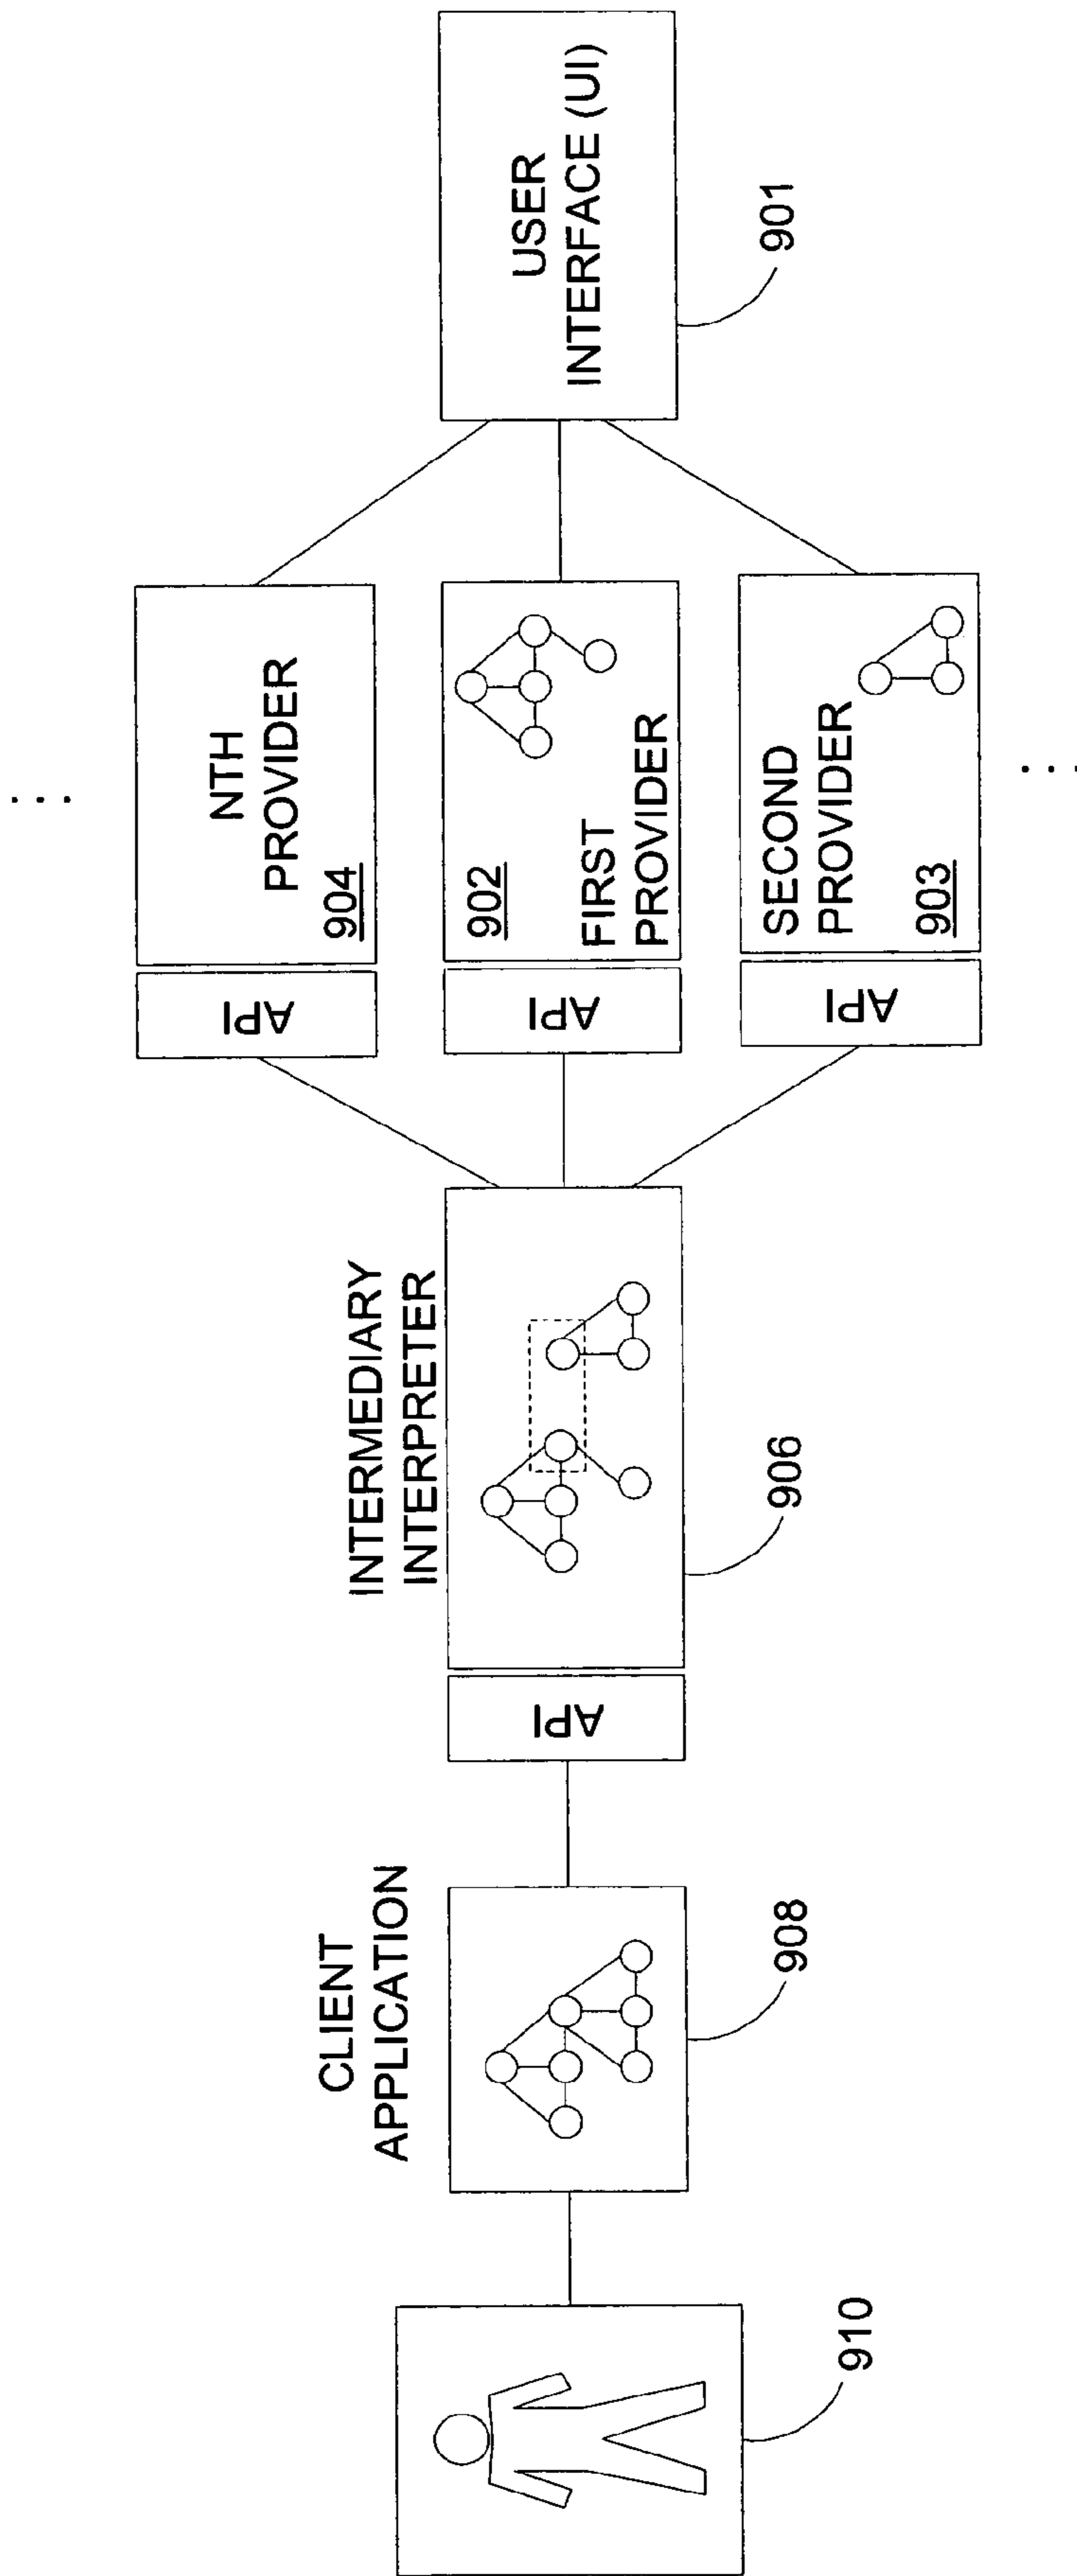 CLIENT
APPLICATION
INTERMEDIARY
INTERPRETER
API
API
API
API
NTH
PROVIDER
904
902
FIRST
PROVIDER
SECOND
PROVIDER
903
USER
INTERFACE (UI)
901
906
908
910
. . .
. . .